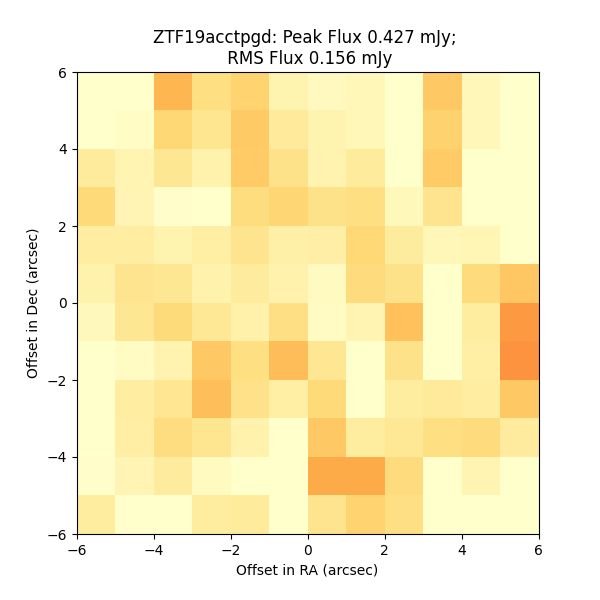 ZTF19acctpgd: Peak Flux 0.427 mJy;
RMS Flux 0.156 mJy
6
4
2
0
−2
−4
−6
Offset in Dec (arcsec)
−6 −4 −2 0 2 4 6
Offset in RA (arcsec)